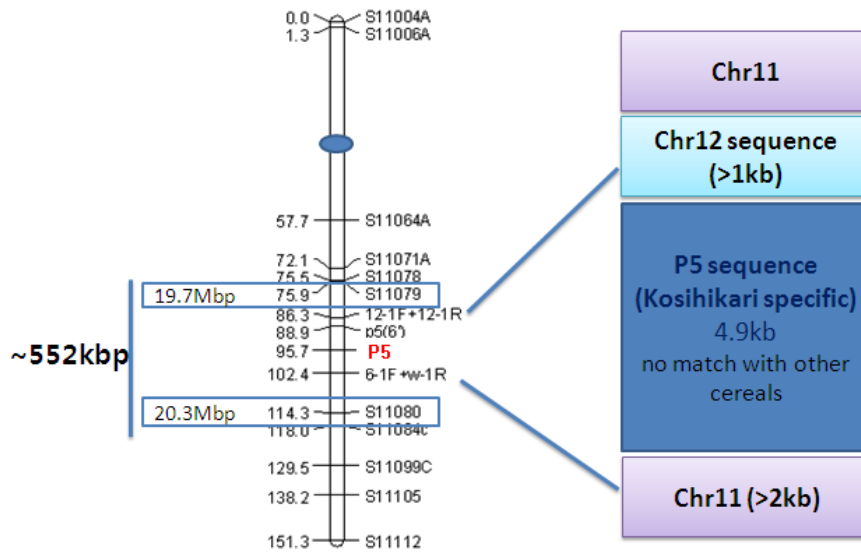 0.0 S11004A
1.3 S11006A
57.7 S11064A
72.1 S11071A
75.5 S11078
19.7Mbp 75.9 S11079
86.3 12-1F+12-1R
88.9 p5(6')
~552kbp
95.7 P5
102.4 6-1F+w-1R
20.3Mbp 114.3 S11080
118.0 S11084c
129.5 S11099C
138.2 S11105
151.3 S11112
Chr11
Chr12 sequence
(>1kb)
P5 sequence
(Kosihikari specific)
4.9kb
no match with other
cereals
Chr11 (>2kb)